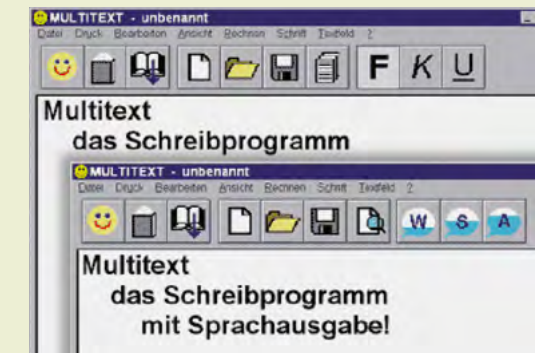 MULTITEXT - unbenannt
Datei Druck Bearbeiten Ansicht Rechnen Schrift Textfeld ?
F K U
Multitext
das Schreibprogramm
MULTITEXT - unbenannt
Datei Druck Bearbeiten Ansicht Rechnen Schrift Textfeld ?
W S A
Multitext
das Schreibprogramm
mit Sprachausgabe!